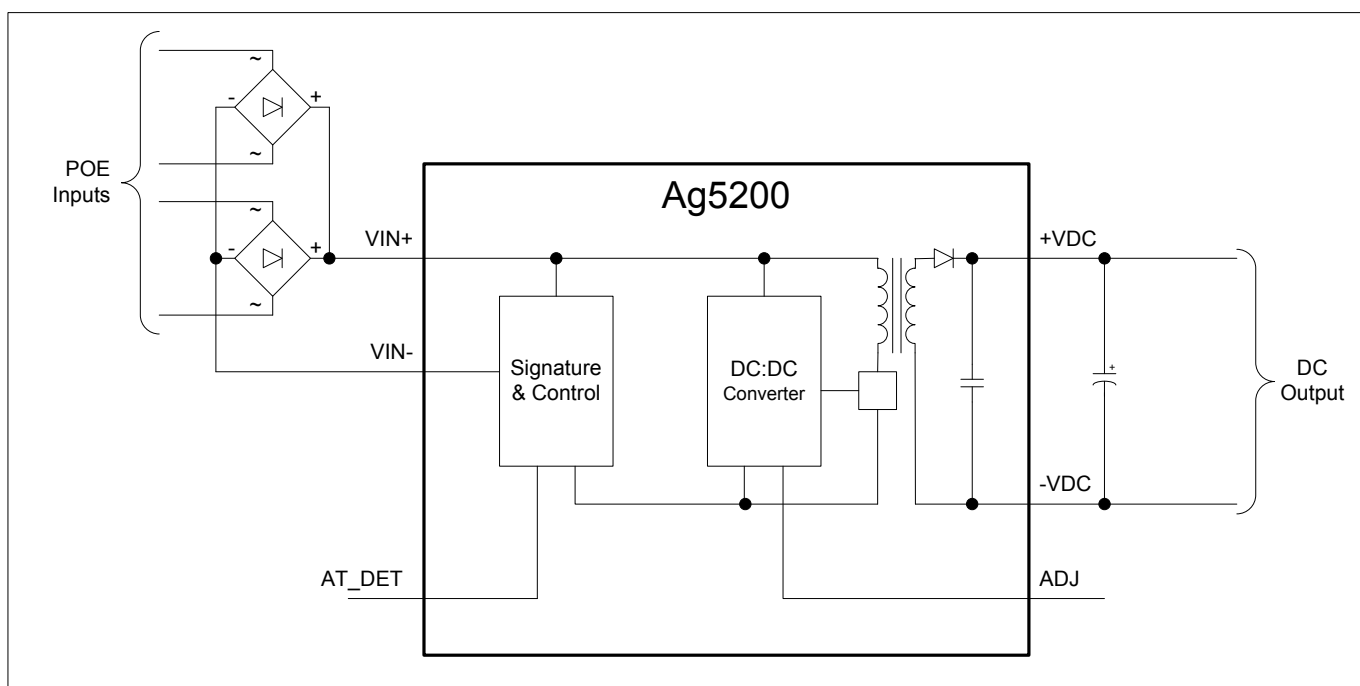 ~
-
+
~
POE
Inputs
~
-
+
~
Ag5200
VIN+
+VDC
VIN-
Signature
& Control
DC:DC
Converter
+
DC
Output
-VDC
AT_DET
ADJ